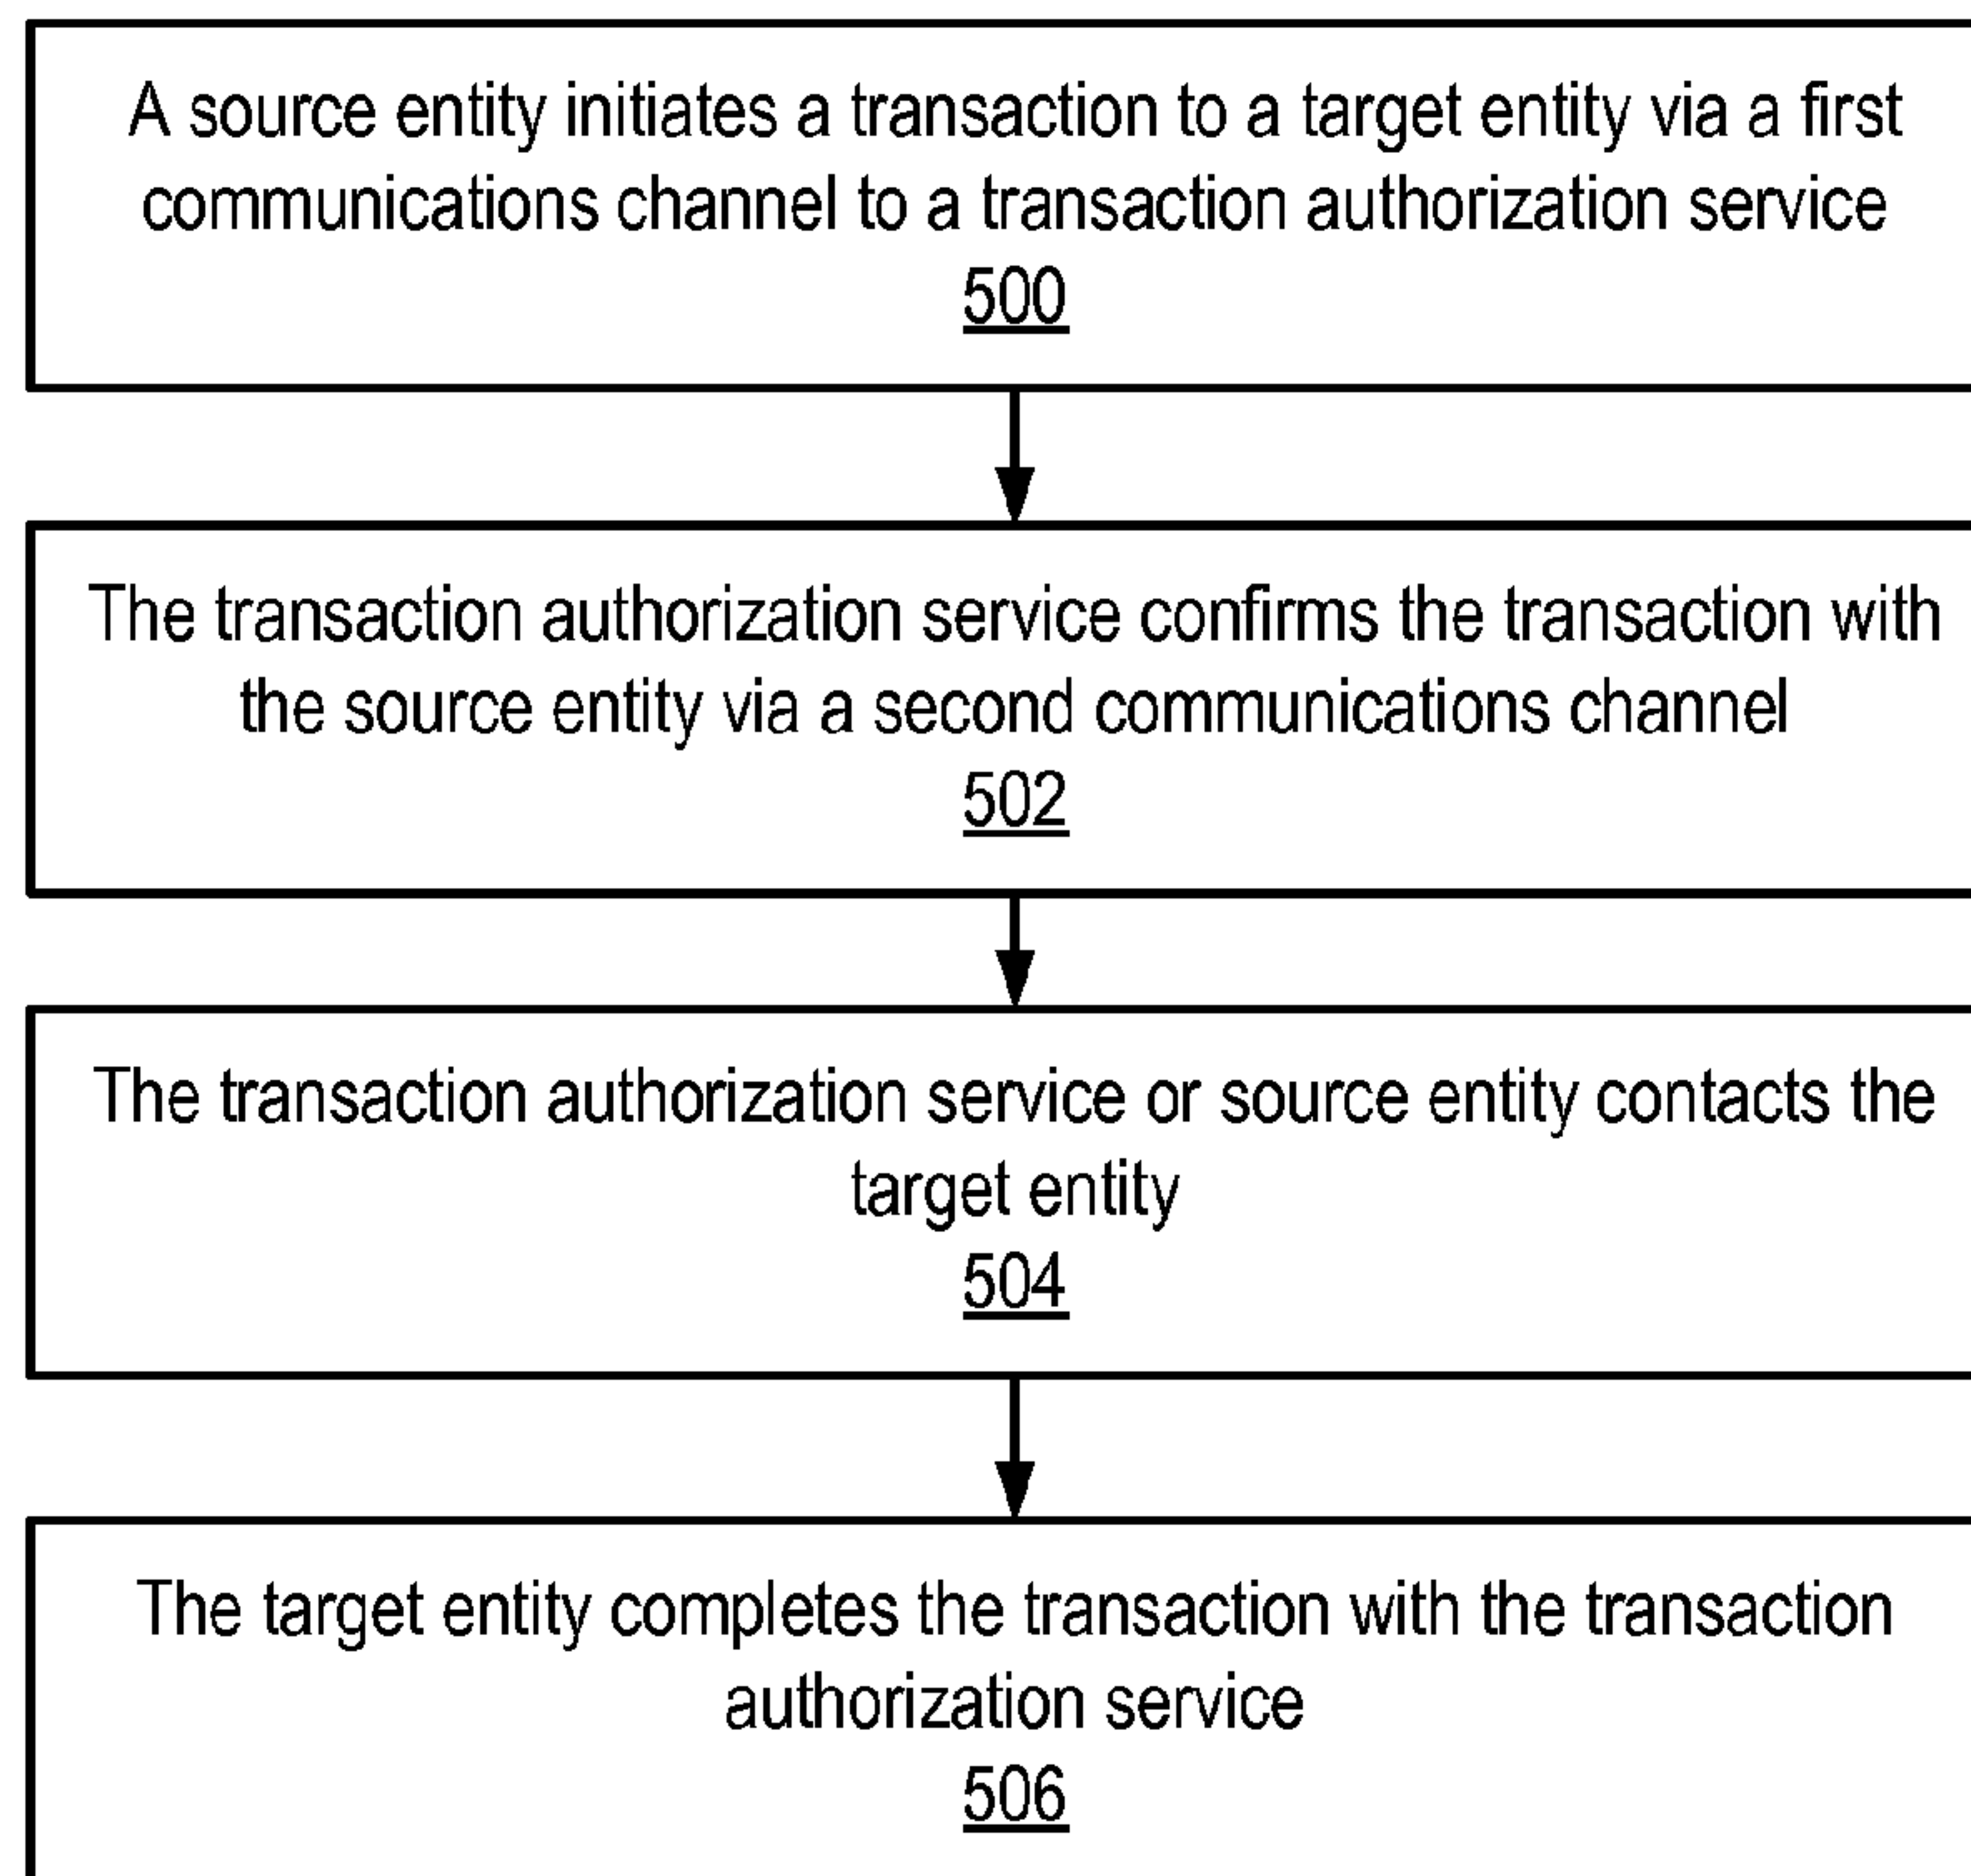 A source entity initiates a transaction to a target entity via a first
communications channel to a transaction authorization service
500
The transaction authorization service confirms the transaction with
the source entity via a second communications channel
502
The transaction authorization service or source entity contacts the
target entity
504
The target entity completes the transaction with the transaction
authorization service
506